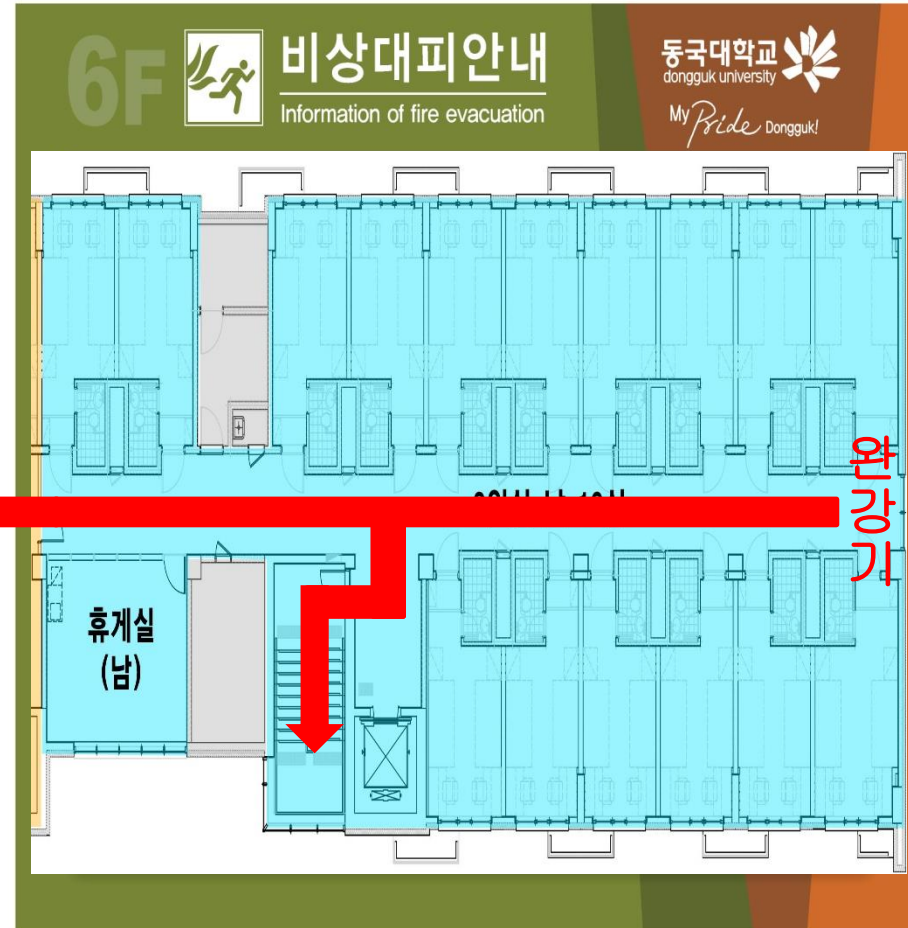 6F
비상대피안내
Information of fire evacuation
동국대학교
dongguk university
My Pride Dongguk!
완강기
휴게실
(남)